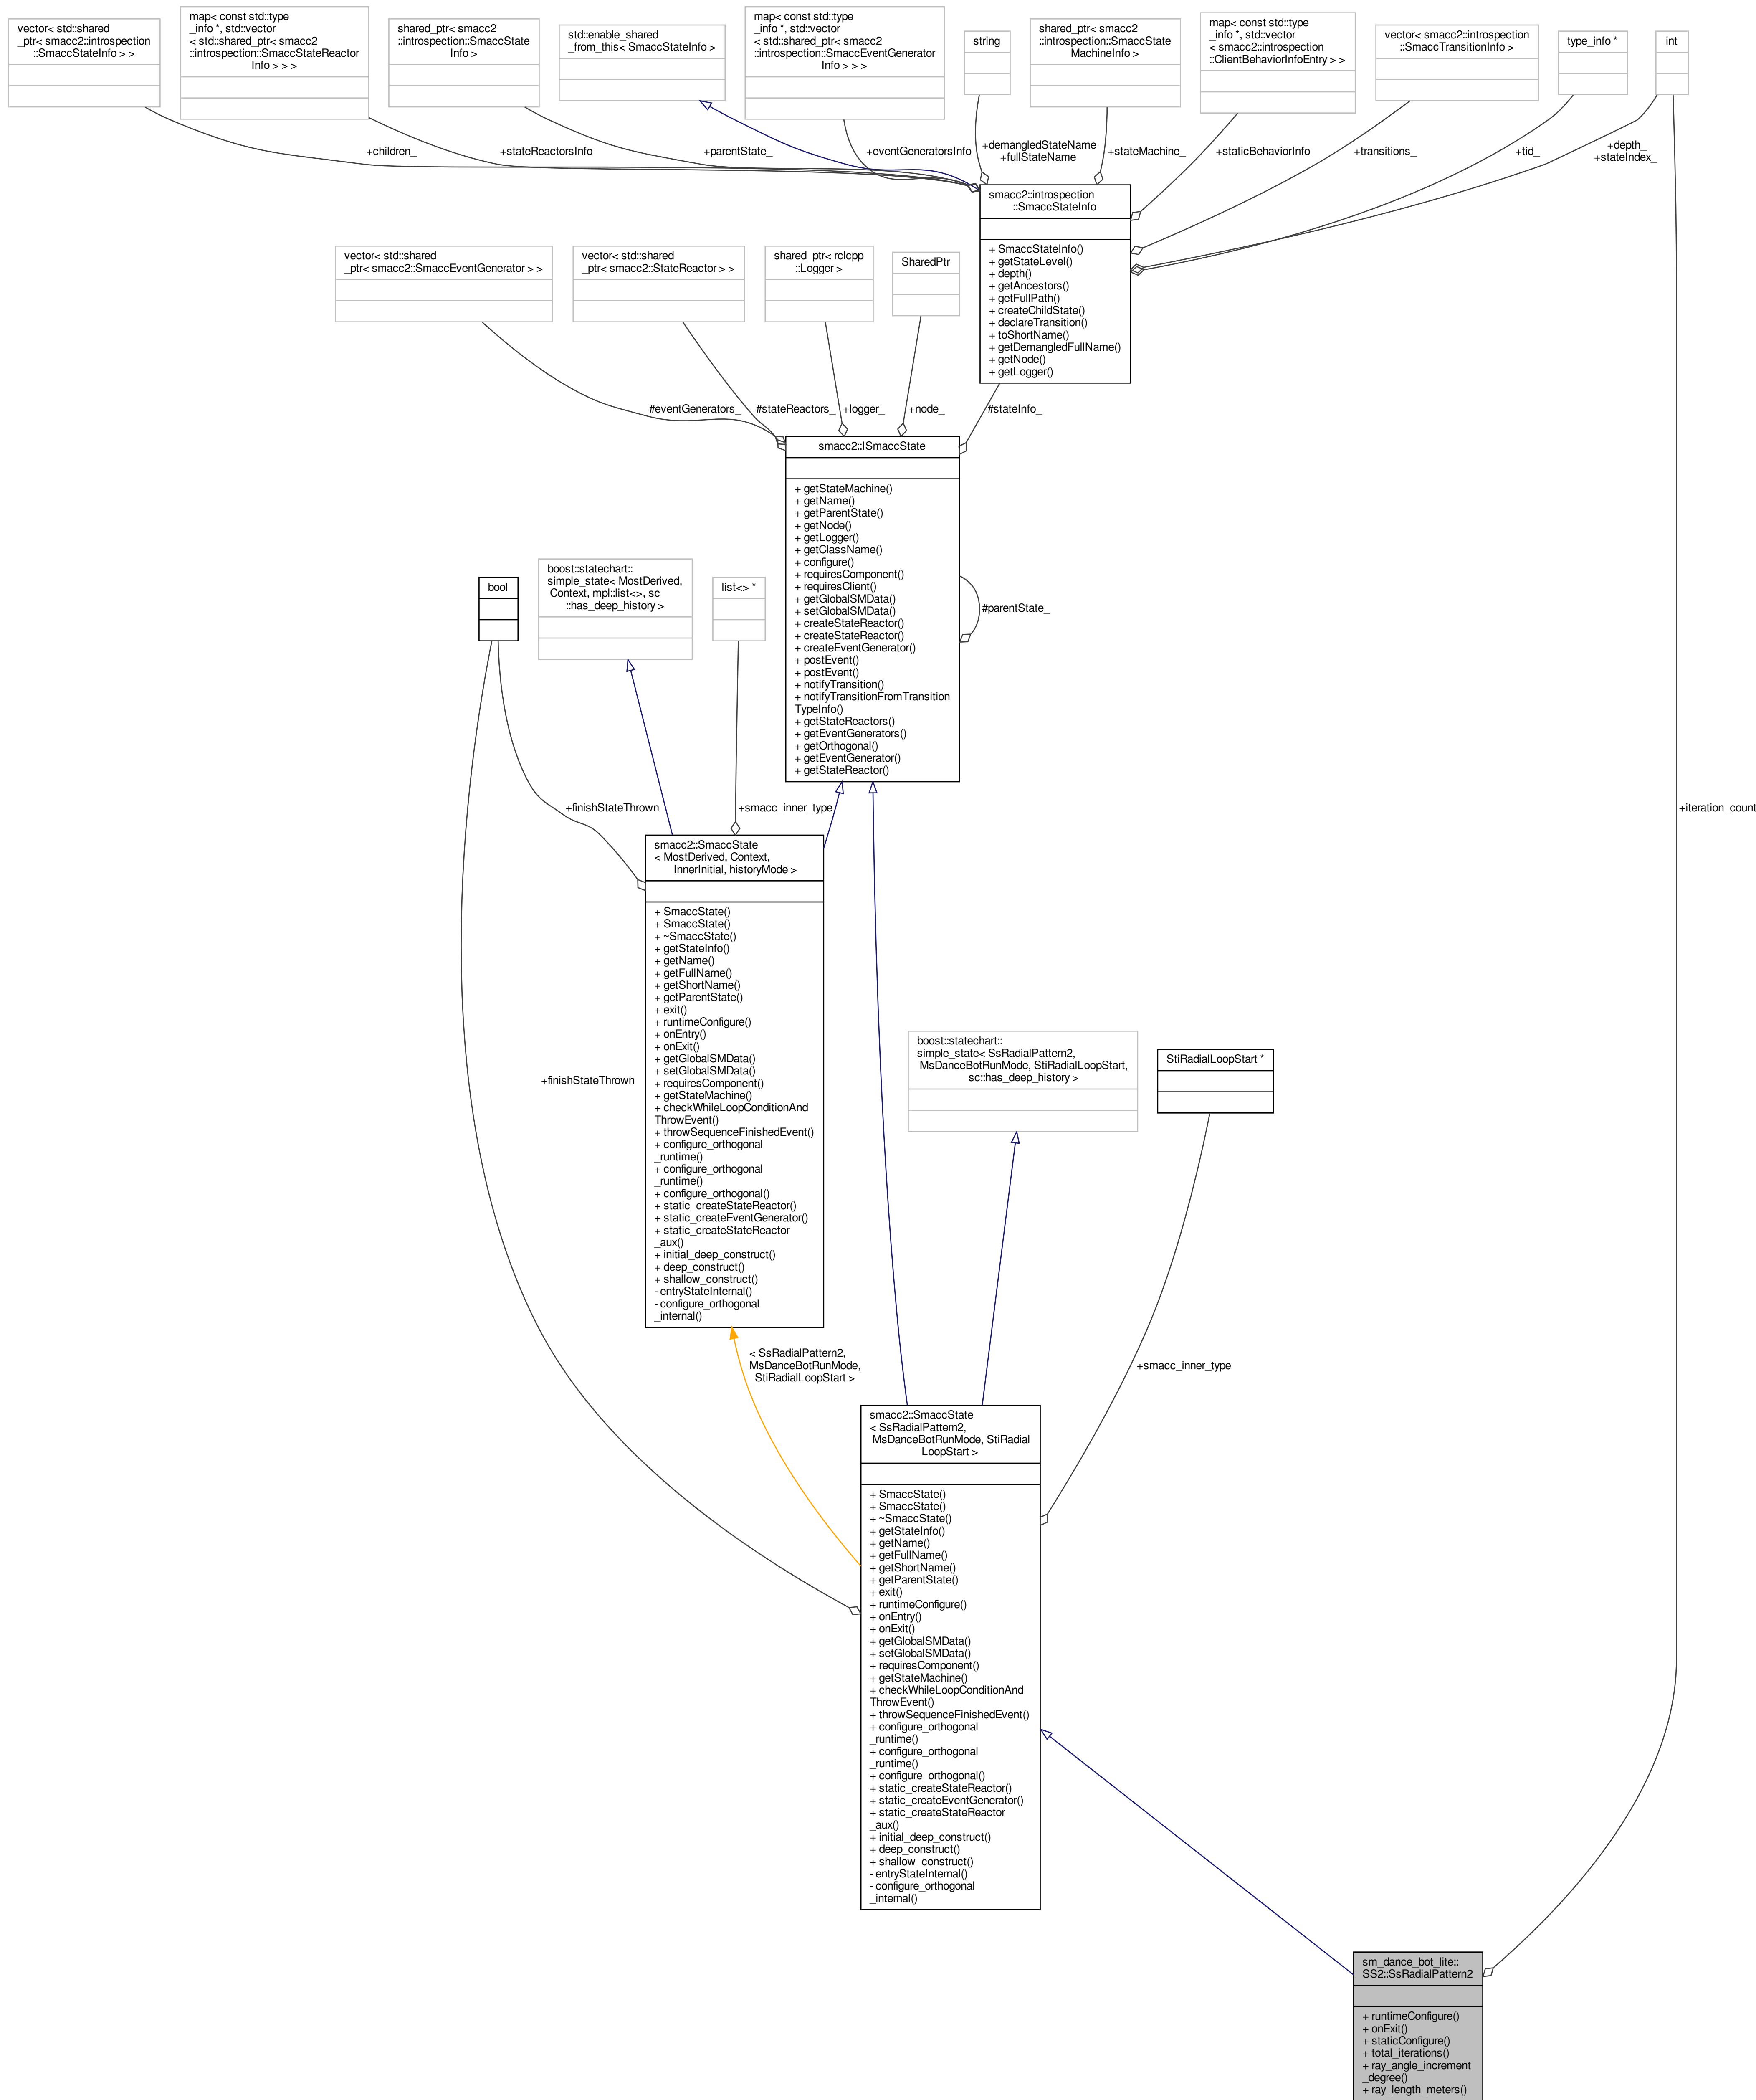 vector< std::shared
_ptr< smacc2::introspection
::SmaccStateInfo > >
map< const std::type
_info *, std::vector
< std::shared_ptr< smacc2
::introspection::SmaccStateReactor
Info > > >
shared_ptr< smacc2
::introspection::SmaccState
Info >
std::enable_shared
_from_this< SmaccStateInfo >
map< const std::type
_info *, std::vector
< std::shared_ptr< smacc2
::introspection::SmaccEventGenerator
Info > > >
string
shared_ptr< smacc2
::introspection::SmaccState
MachineInfo >
map< const std::type
_info *, std::vector
< smacc2::introspection
::ClientBehaviorInfoEntry > >
vector< smacc2::introspection
::SmaccTransitionInfo >
type_info *
int
+children_
+stateReactorsInfo
+parentState_
+eventGeneratorsInfo
+demangledStateName
+fullStateName
+stateMachine_
+staticBehaviorInfo
+transitions_
+tid_
+depth_
+stateIndex_
smacc2::introspection
::SmaccStateInfo
+ SmaccStateInfo()
+ getStateLevel()
+ depth()
+ getAncestors()
+ getFullPath()
+ createChildState()
+ declareTransition()
+ toShortName()
+ getDemangledFullName()
+ getNode()
+ getLogger()
vector< std::shared
_ptr< smacc2::SmaccEventGenerator > >
vector< std::shared
_ptr< smacc2::StateReactor > >
shared_ptr< rclcpp
::Logger >
SharedPtr
#eventGenerators_
#stateReactors_
+logger_
+node_
#stateInfo_
smacc2::ISmaccState
+ getStateMachine()
+ getName()
+ getParentState()
+ getNode()
+ getLogger()
+ getClassName()
+ configure()
+ requiresComponent()
+ requiresClient()
+ getGlobalSMData()
+ setGlobalSMData()
+ createStateReactor()
+ createStateReactor()
+ createEventGenerator()
+ postEvent()
+ postEvent()
+ notifyTransition()
+ notifyTransitionFromTransition
TypeInfo()
+ getStateReactors()
+ getEventGenerators()
+ getOrthogonal()
+ getEventGenerator()
+ getStateReactor()
#parentState_
bool
boost::statechart::
simple_state< MostDerived,
Context, mpl::list<>, sc
::has_deep_history >
list<> *
+finishStateThrown
+smacc_inner_type
+iteration_count
smacc2::SmaccState
< MostDerived, Context,
InnerInitial, historyMode >
+ SmaccState()
+ SmaccState()
+ ~SmaccState()
+ getStateInfo()
+ getName()
+ getFullName()
+ getShortName()
+ getParentState()
+ exit()
+ runtimeConfigure()
+ onEntry()
+ onExit()
+ getGlobalSMData()
+ setGlobalSMData()
+ requiresComponent()
+ getStateMachine()
+ checkWhileLoopConditionAnd
ThrowEvent()
+ throwSequenceFinishedEvent()
+ configure_orthogonal
_runtime()
+ configure_orthogonal
_runtime()
+ configure_orthogonal()
+ static_createStateReactor()
+ static_createEventGenerator()
+ static_createStateReactor
_aux()
+ initial_deep_construct()
+ deep_construct()
+ shallow_construct()
- entryStateInternal()
- configure_orthogonal
_internal()
+finishStateThrown
boost::statechart::
simple_state< SsRadialPattern2,
MsDanceBotRunMode, StiRadialLoopStart,
sc::has_deep_history >
StiRadialLoopStart *
< SsRadialPattern2,
MsDanceBotRunMode,
StiRadialLoopStart >
+smacc_inner_type
smacc2::SmaccState
< SsRadialPattern2,
MsDanceBotRunMode, StiRadial
LoopStart >
+ SmaccState()
+ SmaccState()
+ ~SmaccState()
+ getStateInfo()
+ getName()
+ getFullName()
+ getShortName()
+ getParentState()
+ exit()
+ runtimeConfigure()
+ onEntry()
+ onExit()
+ getGlobalSMData()
+ setGlobalSMData()
+ requiresComponent()
+ getStateMachine()
+ checkWhileLoopConditionAnd
ThrowEvent()
+ throwSequenceFinishedEvent()
+ configure_orthogonal
_runtime()
+ configure_orthogonal
_runtime()
+ configure_orthogonal()
+ static_createStateReactor()
+ static_createEventGenerator()
+ static_createStateReactor
_aux()
+ initial_deep_construct()
+ deep_construct()
+ shallow_construct()
- entryStateInternal()
- configure_orthogonal
_internal()
sm_dance_bot_lite::
SS2::SsRadialPattern2
+ runtimeConfigure()
+ onExit()
+ staticConfigure()
+ total_iterations()
+ ray_angle_increment
_degree()
+ ray_length_meters()